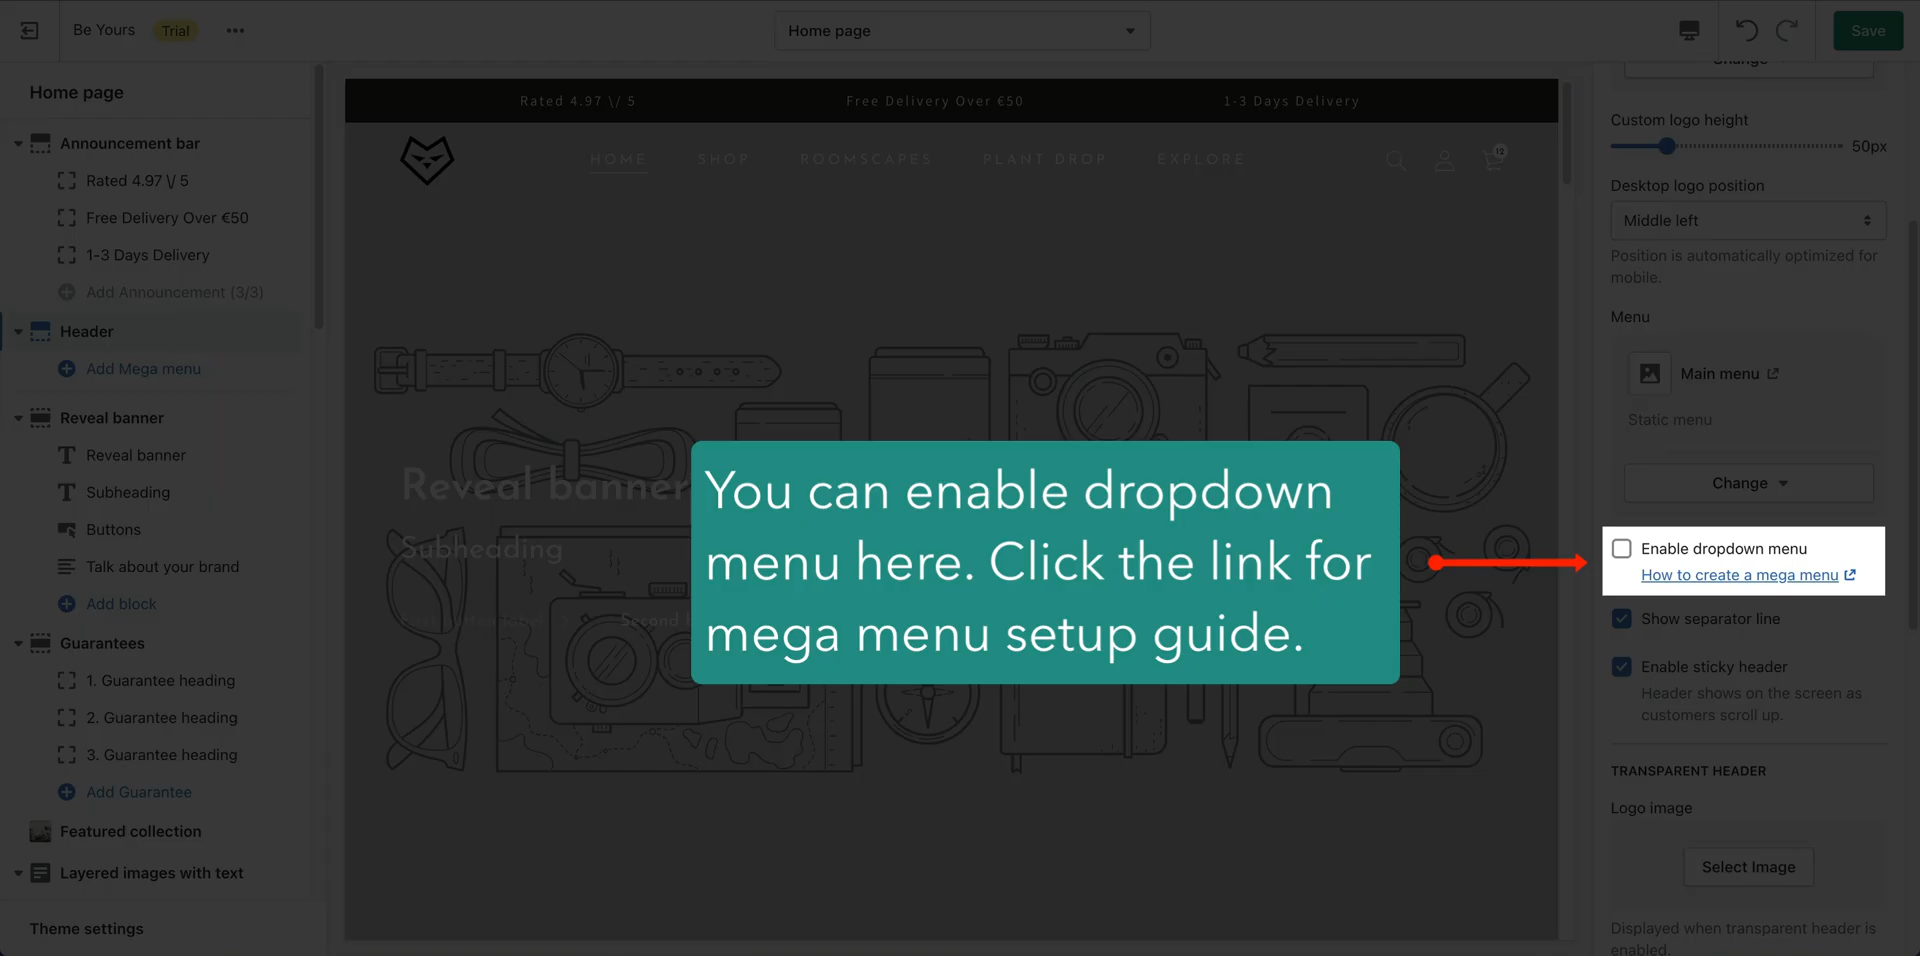 Be Yours
Trial
Home page
Save
Home page
Announcement bar
Rated 4.97 \/ 5
Free Delivery Over €50
1-3 Days Delivery
Add Announcement (3/3)
Header
Add Mega menu
Reveal banner
Reveal banner
Subheading
Buttons
Talk about your brand
Add block
Guarantees
1. Guarantee heading
2. Guarantee heading
3. Guarantee heading
Add Guarantee
Featured collection
Layered images with text
Theme settings
Rated 4.97 \/ 5
Free Delivery Over €50
1-3 Days Delivery
HOME
SHOP
ROOMSCAPES
PLANT DROP
EXPLORE
12
Reveal banner
Subheading
Second
You can enable dropdown
menu here. Click the link for
mega menu setup guide.
Change
Custom logo height
50px
Desktop logo position
Middle left
Position is automatically optimized for
mobile.
Menu
Main menu
Static menu
Change
Enable dropdown menu
How to create a mega menu
Show separator line
Enable sticky header
Header shows on the screen as
customers scroll up.
TRANSPARENT HEADER
Logo image
Select Image
Displayed when transparent header is
enabled.